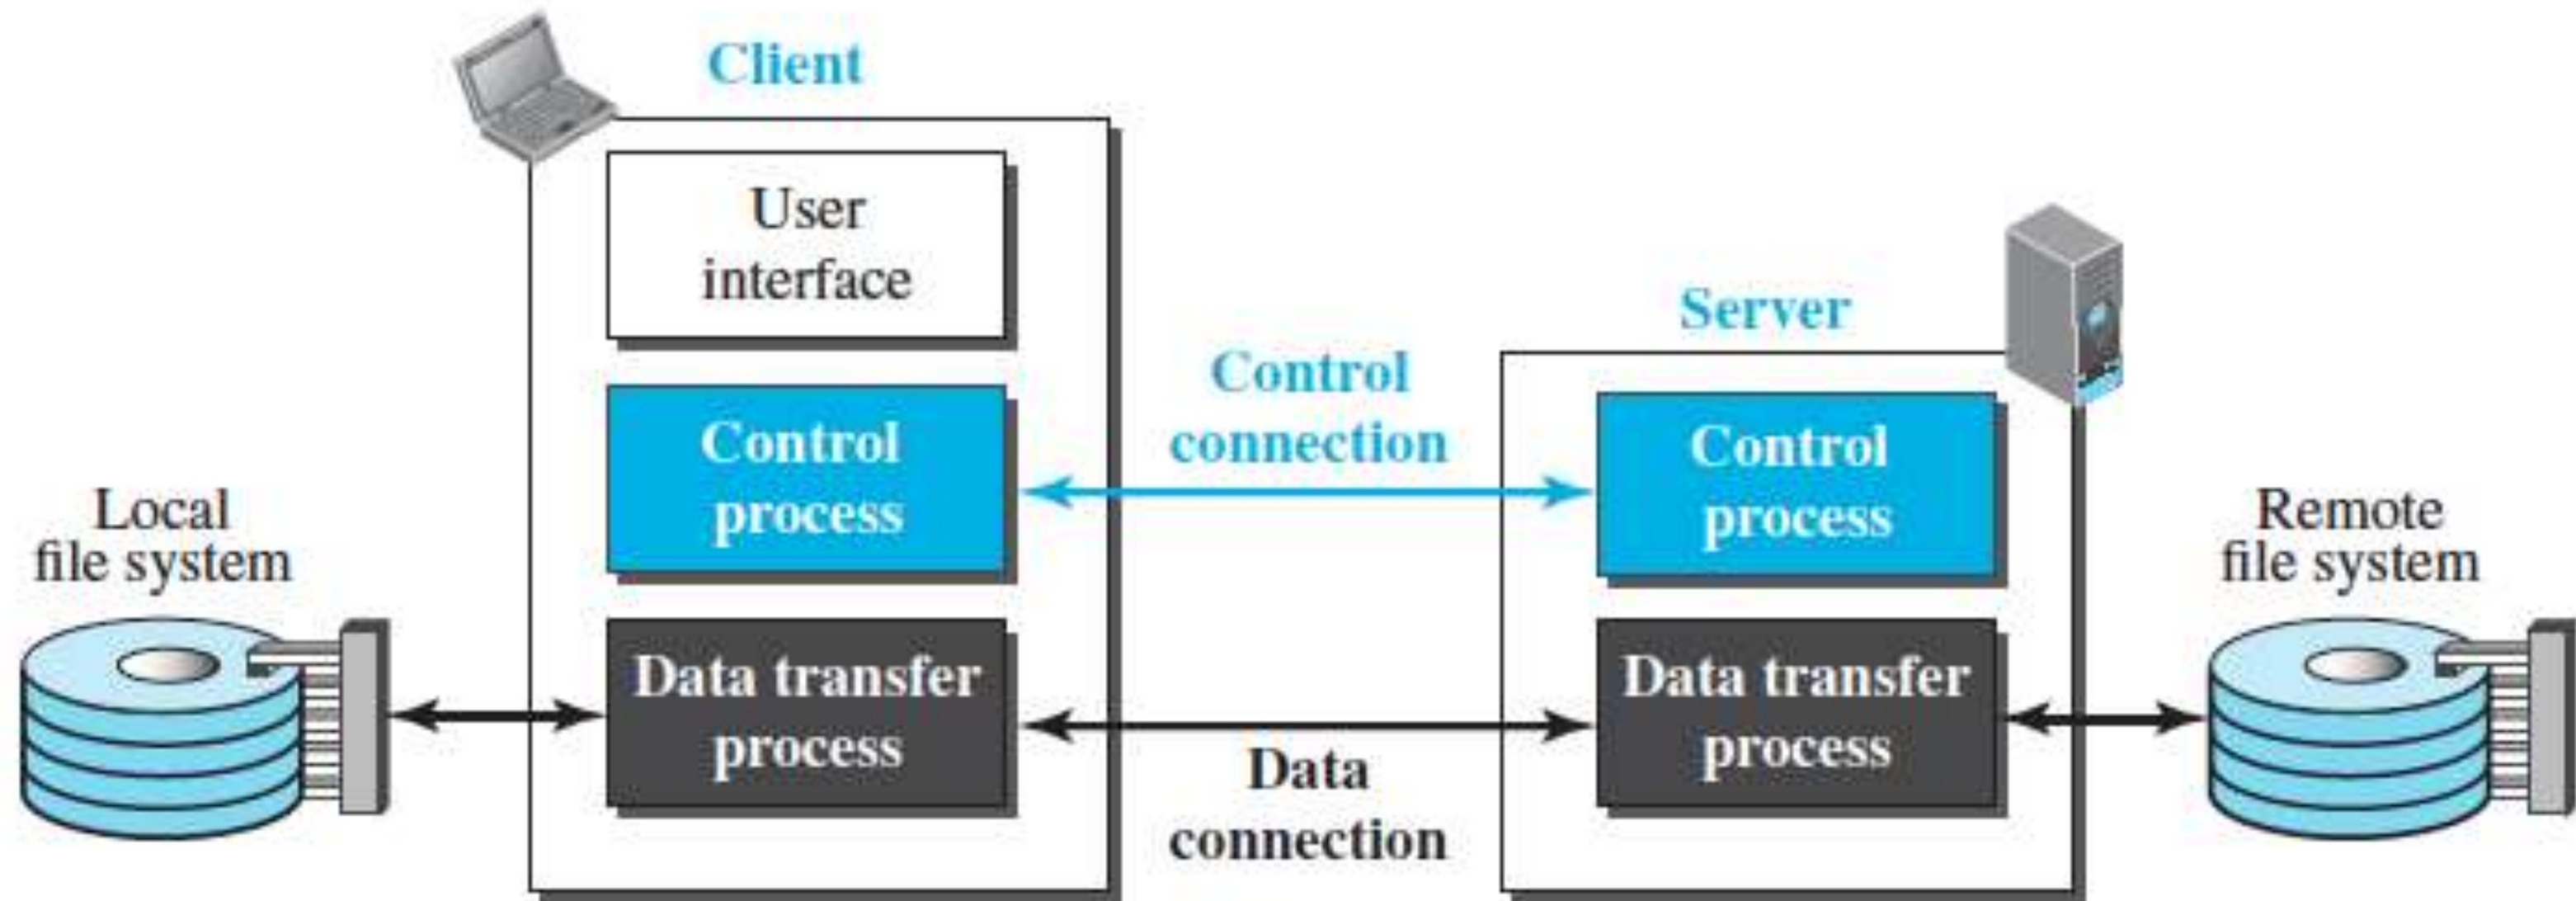 Client
User
interface
Control
process
Data transfer
process
Local
file system
Control
connection
Data
connection
Server
Control
process
Data transfer
process
Remote
file system